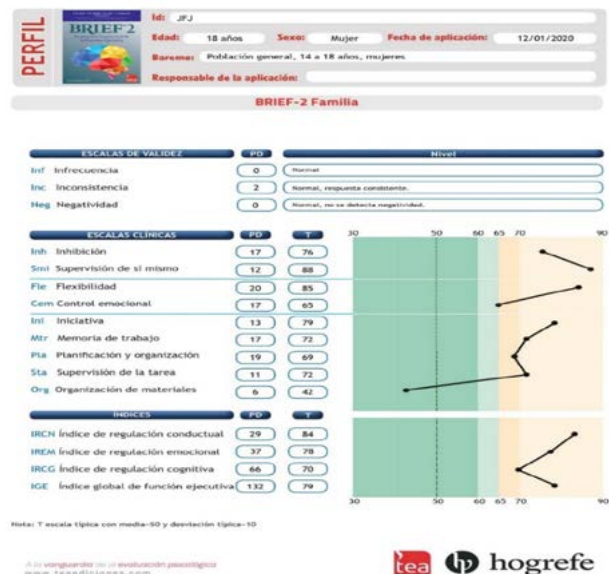 PERFIL
BRIEF2
Id: JFJ
Edad: 18 años Sexo: Mujer Fecha de aplicación: 12/01/2020
Baremo: Población general, 14 a 18 años, mujeres
Responsable de la aplicación:
BRIEF-2 Familia
ESCALAS DE VALIDEZ PD Nivel
Inf Infrecuencia 0 Normal
Inc Inconsistencia 2 Normal, respuesta consistente.
Neg Negatividad 0 Normal, no se detecta negatividad.
ESCALAS CLÍNICAS PD T 30 50 60 65 70 90
Inh Inhibición 17 76
Smi Supervisión de sí mismo 12 88
Fle Flexibilidad 20 85
Cem Control emocional 17 65
Ini Iniciativa 13 79
Mtr Memoria de trabajo 17 72
Pla Planificación y organización 19 69
Sta Supervisión de la tarea 11 72
Org Organización de materiales 6 42
ÍNDICES PD T
IRCN Índice de regulación conductual 29 84
IREM Índice de regulación emocional 37 78
IRCG Índice de regulación cognitiva 66 70
IGE Índice global de función ejecutiva 132 79
30 50 60 65 70 90
Nota: T escala típica con media=50 y desviación típica=10
A la vanguardia de la evaluación psicológica
www.teaediciones.com
tea hogrefe